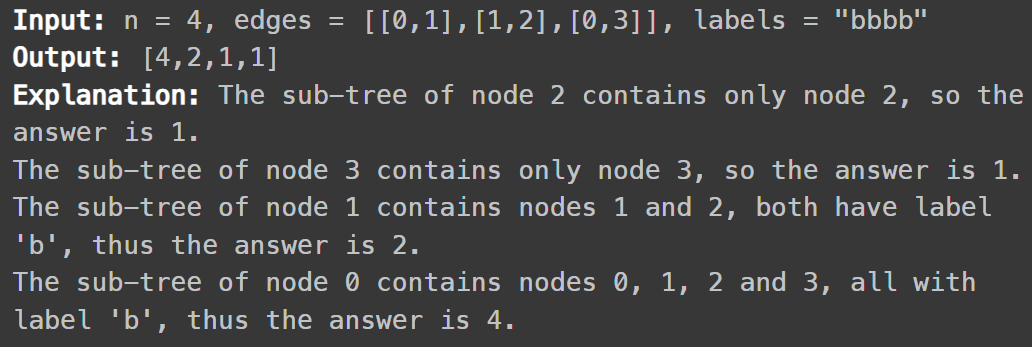 Input: n = 4, edges = [[0,1],[1,2],[0,3]], labels = "bbbb"
Output: [4,2,1,1]
Explanation: The sub-tree of node 2 contains only node 2, so the
answer is 1.
The sub-tree of node 3 contains only node 3, so the answer is 1.
The sub-tree of node 1 contains nodes 1 and 2, both have label
'b', thus the answer is 2.
The sub-tree of node 0 contains nodes 0, 1, 2 and 3, all with
label 'b', thus the answer is 4.